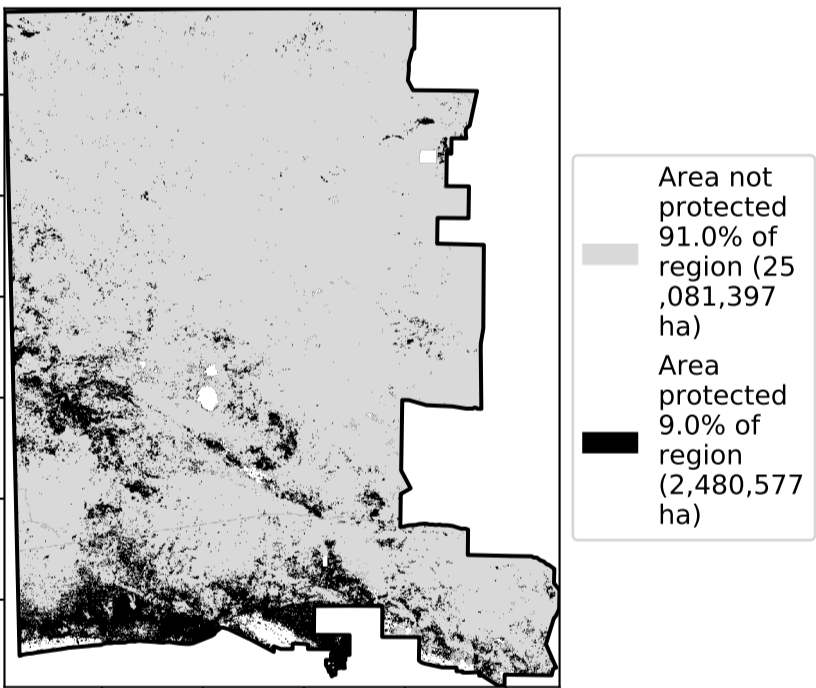 Area not
protected
91.0% of
region (25
,081,397
ha)
Area
protected
9.0% of
region
(2,480,577
ha)